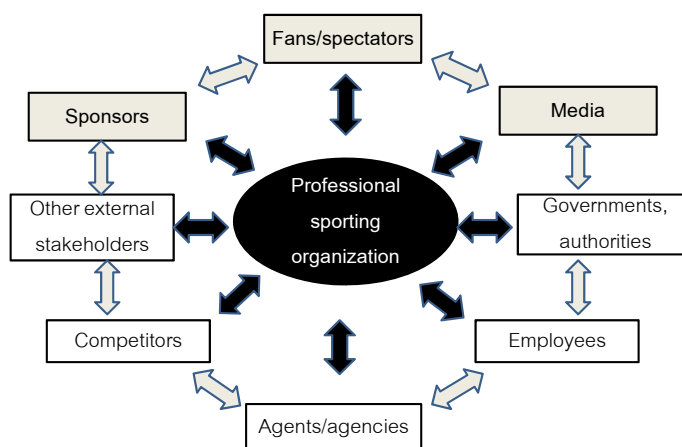 Fans/spectators
Sponsors
Media
Professional
sporting
organization
Other external
stakeholders
Governments,
authorities
Competitors
Employees
Agents/agencies